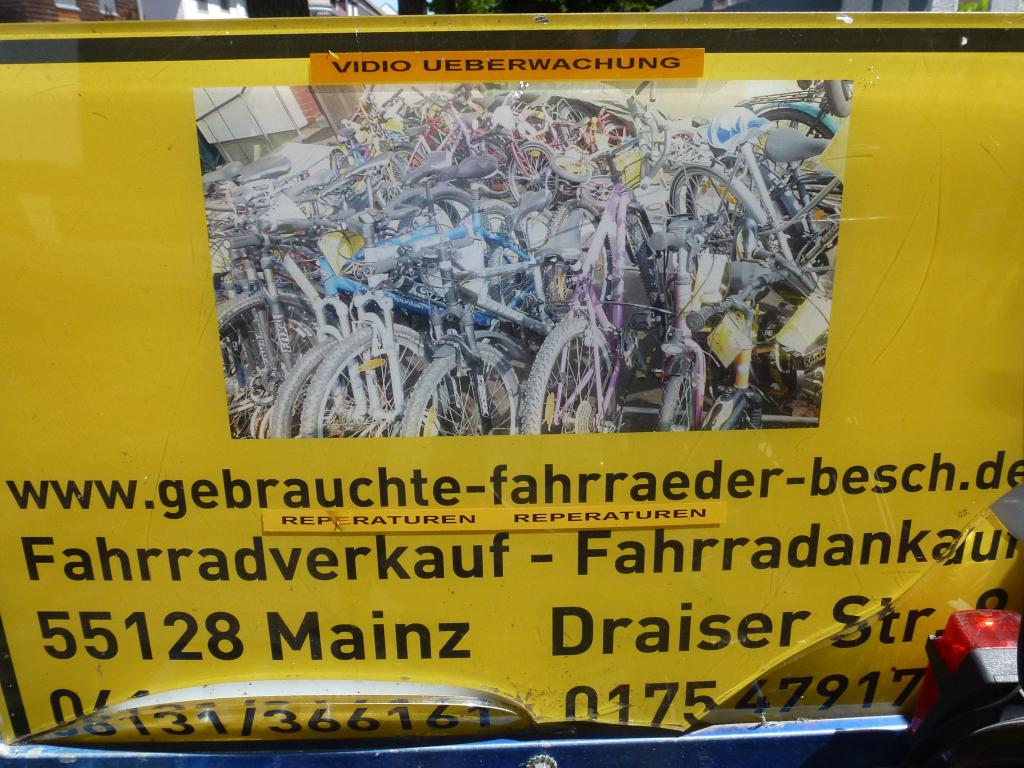 VIDIO UEBERWACHUNG
www.gebrauchte-fahrraeder-besch.de
REPERATUREN REPERATUREN
Fahrradverkauf - Fahrradankauf
55128 Mainz Draiser Str.
06131/366161 0175 47917